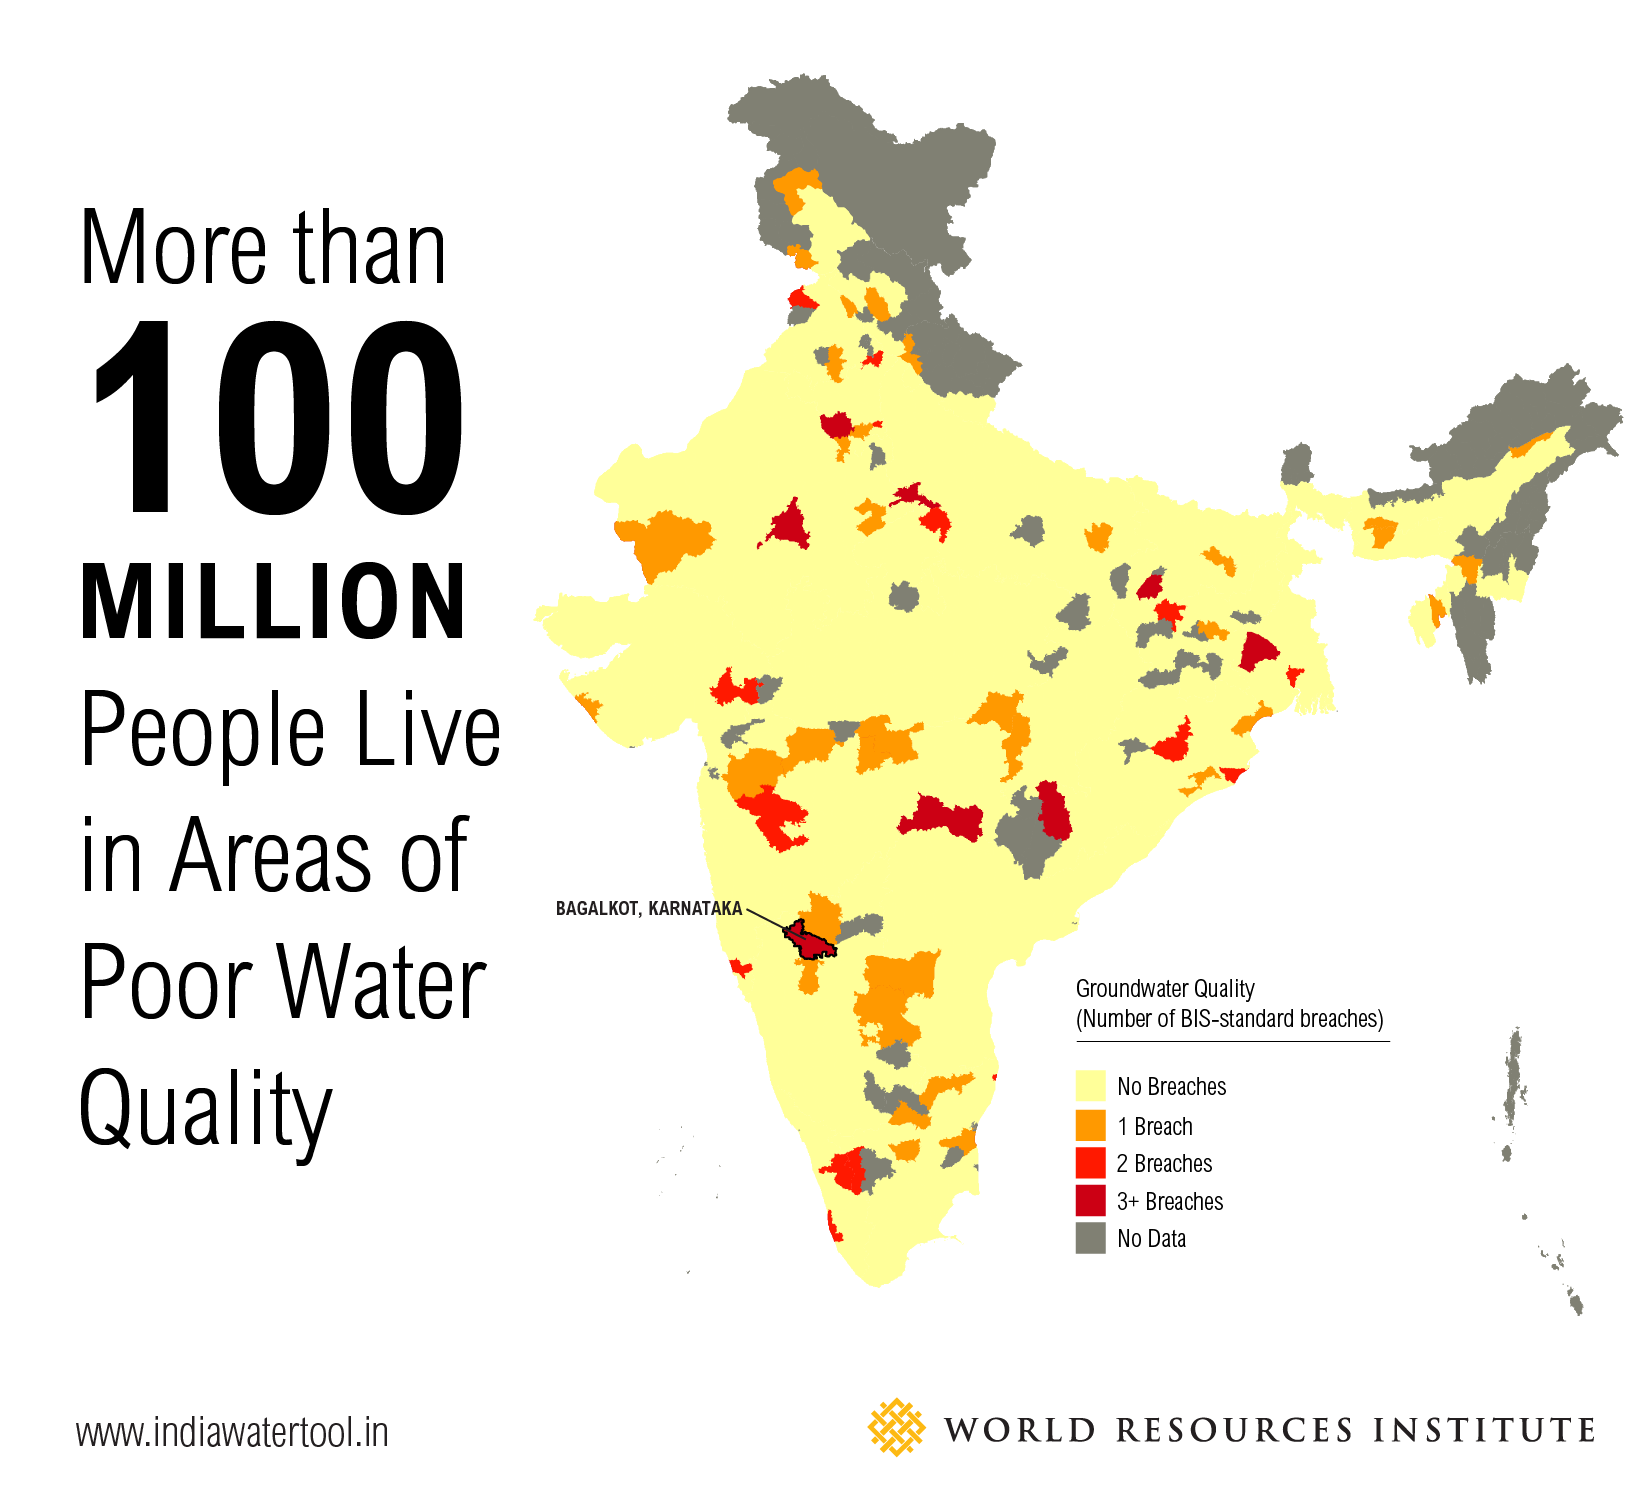 More than
100
MILLION
People Live
in Areas of
Poor Water
Quality
BAGALKOT, KARNATAKA
Groundwater Quality
(Number of BIS-standard breaches)
No Breaches
1 Breach
2 Breaches
3+ Breaches
No Data
www.indiawatertool.in
WORLD RESOURCES INSTITUTE